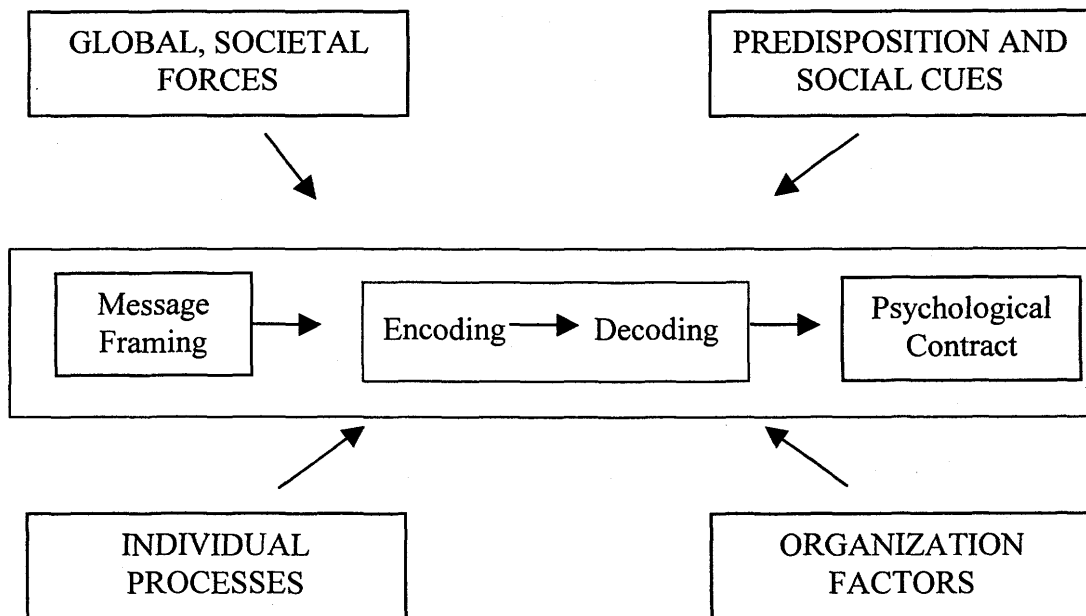 GLOBAL, SOCIETAL
FORCES
PREDISPOSITION AND
SOCIAL CUES
Message
Framing
Encoding
Decoding
Psychological
Contract
INDIVIDUAL
PROCESSES
ORGANIZATION
FACTORS